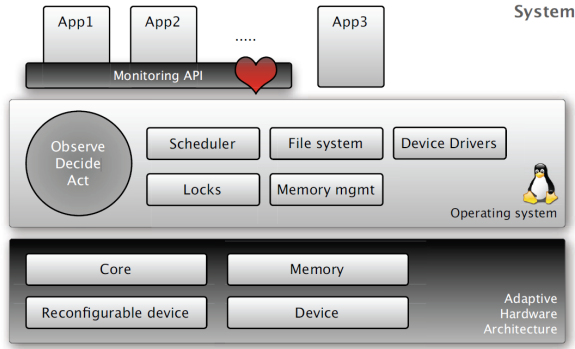 System
App1
App2
.....
App3
Monitoring API
Observe
Decide
Act
Scheduler
File system
Device Drivers
Locks
Memory mgmt
Operating system
Core
Memory
Reconfigurable device
Device
Adaptive
Hardware
Architecture